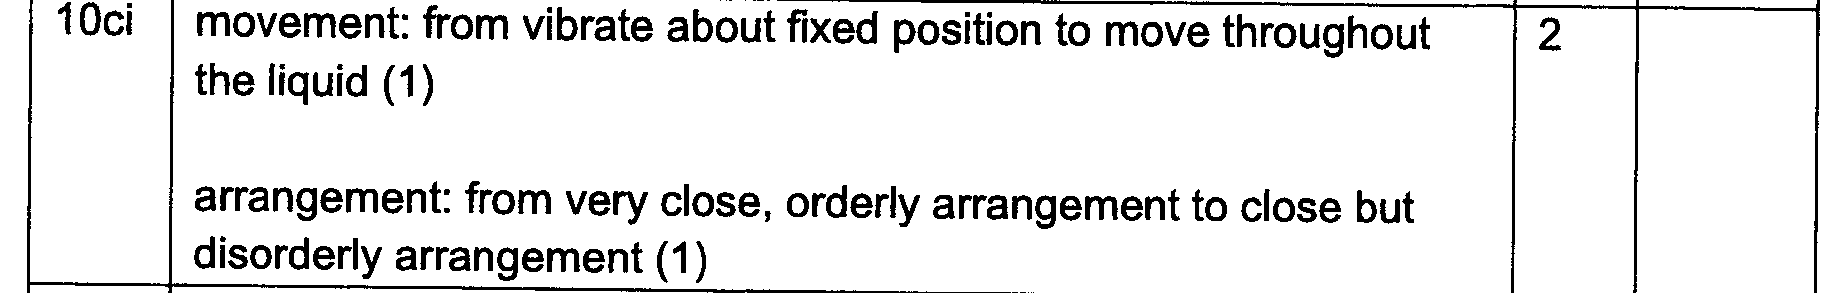 10ci movement: from vibrate about fixed position to move throughout 2
the liquid (1)
arrangement: from very close, orderly arrangement to close but
disorderly arrangement (1)